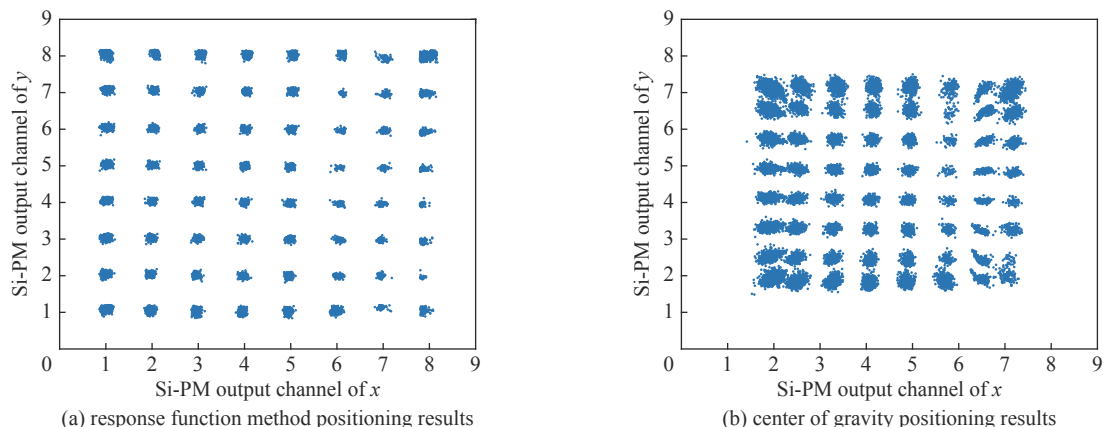 9
8
7
6
5
4
3
2
1
0
1 2 3 4 5 6 7 8 9
Si-PM output channel of y
Si-PM output channel of x
(a) response function method positioning results
9
8
7
6
5
4
3
2
1
0
1 2 3 4 5 6 7 8 9
Si-PM output channel of y
Si-PM output channel of x
(b) center of gravity positioning results